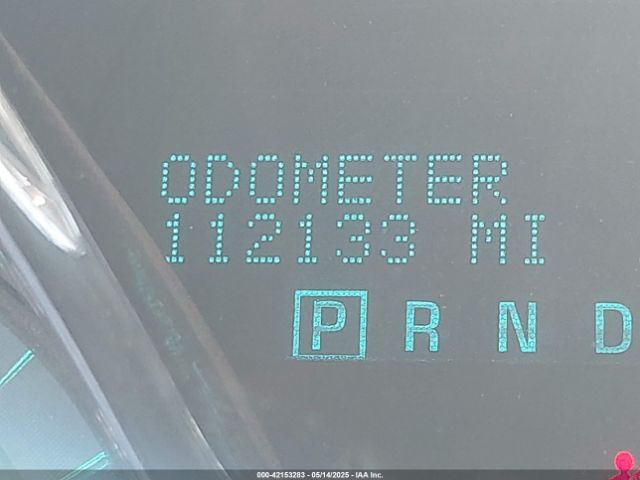 ODOMETER
112133 MI
P R N D
000-42153283 - 05/14/2025 - IAA Inc.